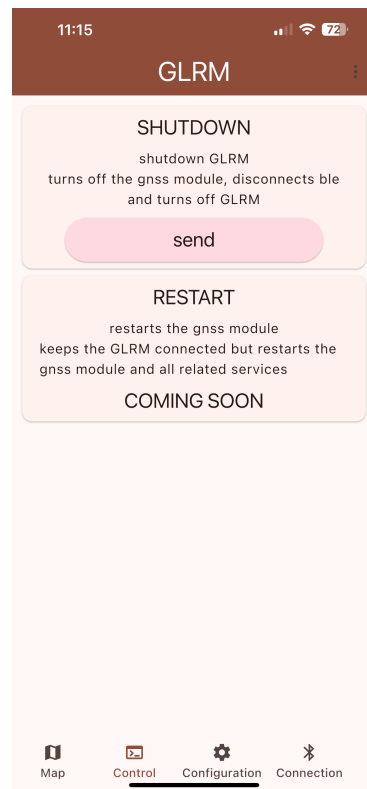 11:15
72
GLRM
SHUTDOWN
shutdown GLRM
turns off the gnss module, disconnects ble
and turns off GLRM
send
RESTART
restarts the gnss module
keeps the GLRM connected but restarts the
gnss module and all related services
COMING SOON
Map
Control
Configuration
Connection